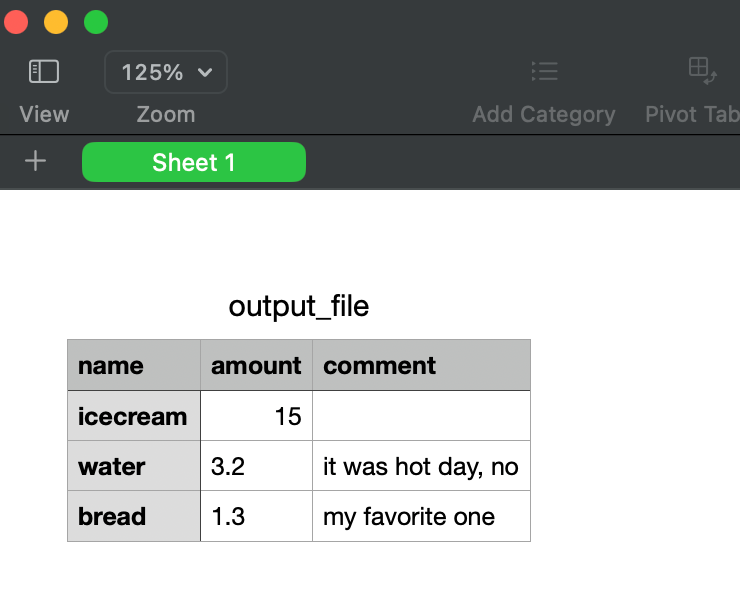 125%
View Zoom Add Category Pivot Tab
Sheet 1
output_file
name amount comment
icecream 15
water 3.2 it was hot day, no
bread 1.3 my favorite one